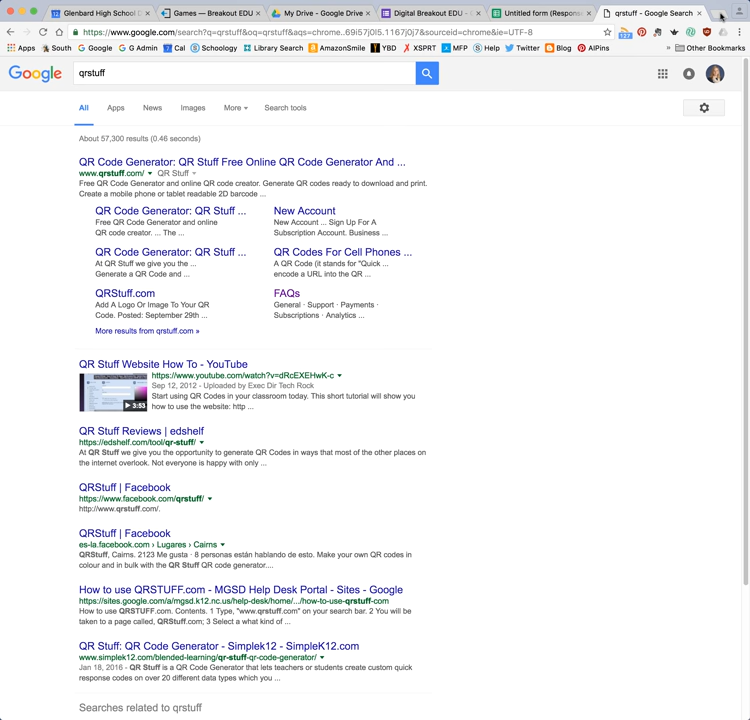 Glenbard High School D
Games — Breakout EDU
My Drive - Google Drive
Digital Breakout EDU -
Untitled form (Respons
qrstuff - Google Search
https://www.google.com/search?q=qrstuff&oq=qrstuff&aqs=chrome..69i57j0l5.1167j0j7&sourceid=chrome&ie=UTF-8
Apps South Google G Admin Cal Schoology Library Search AmazonSmile YBD XSPRT MFP Help Twitter Blog AIPins » Other Bookmarks
Google qrstuff
All Apps News Images More Search tools
About 57,300 results (0.46 seconds)
QR Code Generator: QR Stuff Free Online QR Code Generator And ...
www.qrstuff.com/ QR Stuff
Free QR Code Generator and online QR code creator. Generate QR codes ready to download and print.
Create a mobile phone or tablet readable 2D barcode ...
QR Code Generator: QR Stuff ...
Free QR Code Generator and online
QR code creator. ... The ...
New Account
New Account ... Sign Up For A
Subscription Account. Business ...
QR Code Generator: QR Stuff ...
At QR Stuff we give you the ...
Generate a QR Code and ...
QR Codes For Cell Phones ...
A QR Code (it stands for "Quick ...
encode a URL into the QR ...
QRStuff.com
Add A Logo Or Image To Your QR
Code. Posted: September 29th ...
FAQs
General · Support · Payments ·
Subscriptions · Analytics ...
More results from qrstuff.com »
QR Stuff Website How To - YouTube
https://www.youtube.com/watch?v=dRcEXEHwK-c
Sep 12, 2012 - Uploaded by Exec Dir Tech Rock
Start using QR Codes in your classroom today. This short tutorial will show you
how to use the website: http ...
3:53
QR Stuff Reviews | edshelf
https://edshelf.com/tool/qr-stuff/
At QR Stuff we give you the opportunity to generate QR Codes in ways that most of the other places on
the internet overlook. Not everyone is happy with only ...
QRStuff | Facebook
https://www.facebook.com/qrstuff/
http://www.qrstuff.com/.
QRStuff | Facebook
es-la.facebook.com › Lugares › Cairns
QRStuff, Cairns. 2123 Me gusta · 8 personas están hablando de esto. Make your own QR codes in
colour and in bulk with the QR Stuff QR code generator....
How to use QRSTUFF.com - MGSD Help Desk Portal - Sites - Google
https://sites.google.com/a/mgsd.k12.nc.us/help-desk/home/.../how-to-use-qrstuff-com
How to use QRSTUFF.com. Contents. 1 Type, "www.qrstuff.com" on your search bar. 2 You will be
taken to a page called, QRStuff.com; 3 Select a what kind of ...
QR Stuff: QR Code Generator - Simplek12 - SimpleK12.com
www.simplek12.com/blended-learning/qr-stuff-qr-code-generator/
Jan 18, 2016 - QR Stuff is a QR Code Generator that lets teachers or students create custom quick
response codes on over 20 different data types which you ...
Searches related to qrstuff